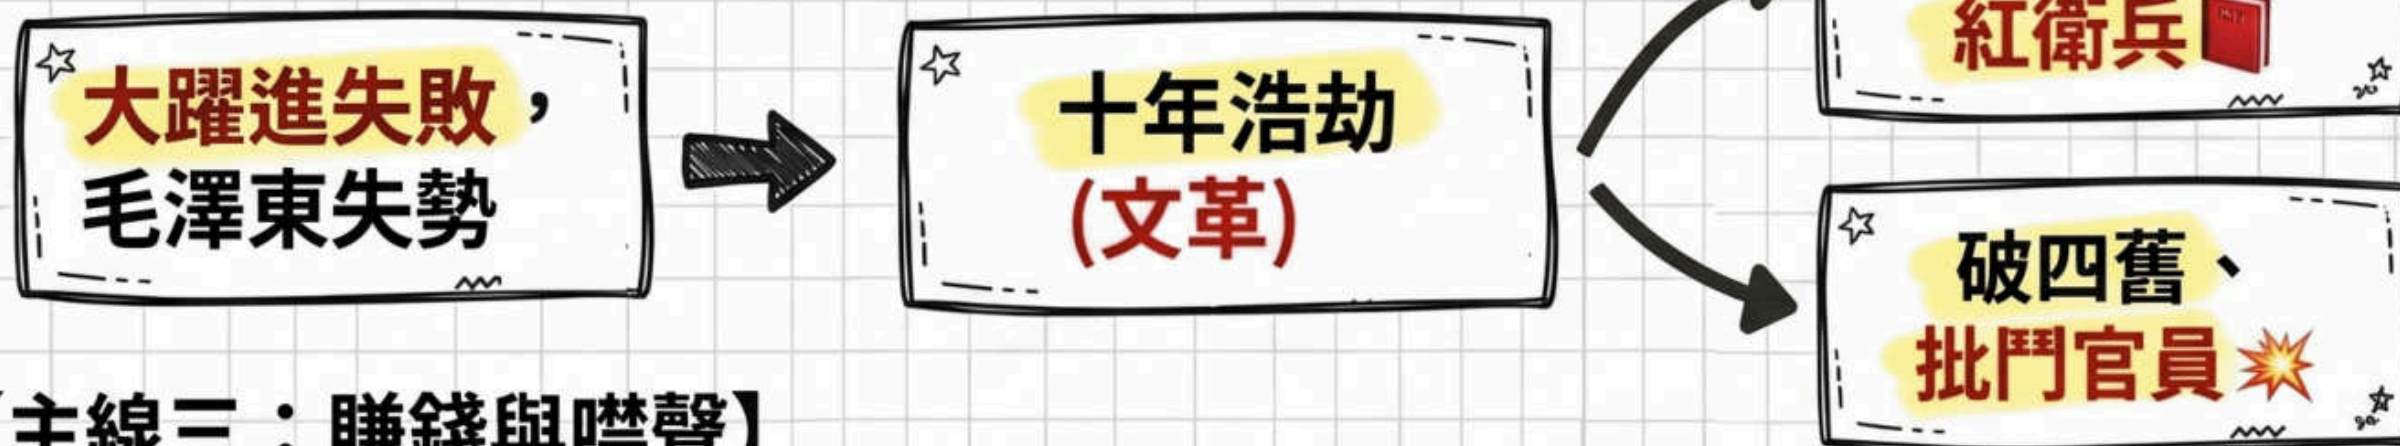 大躍進失敗，
毛澤東失勢
十年浩劫
(文革)
紅衛兵
破四舊、
批鬥官員
【主線三：賺錢與噤聲】